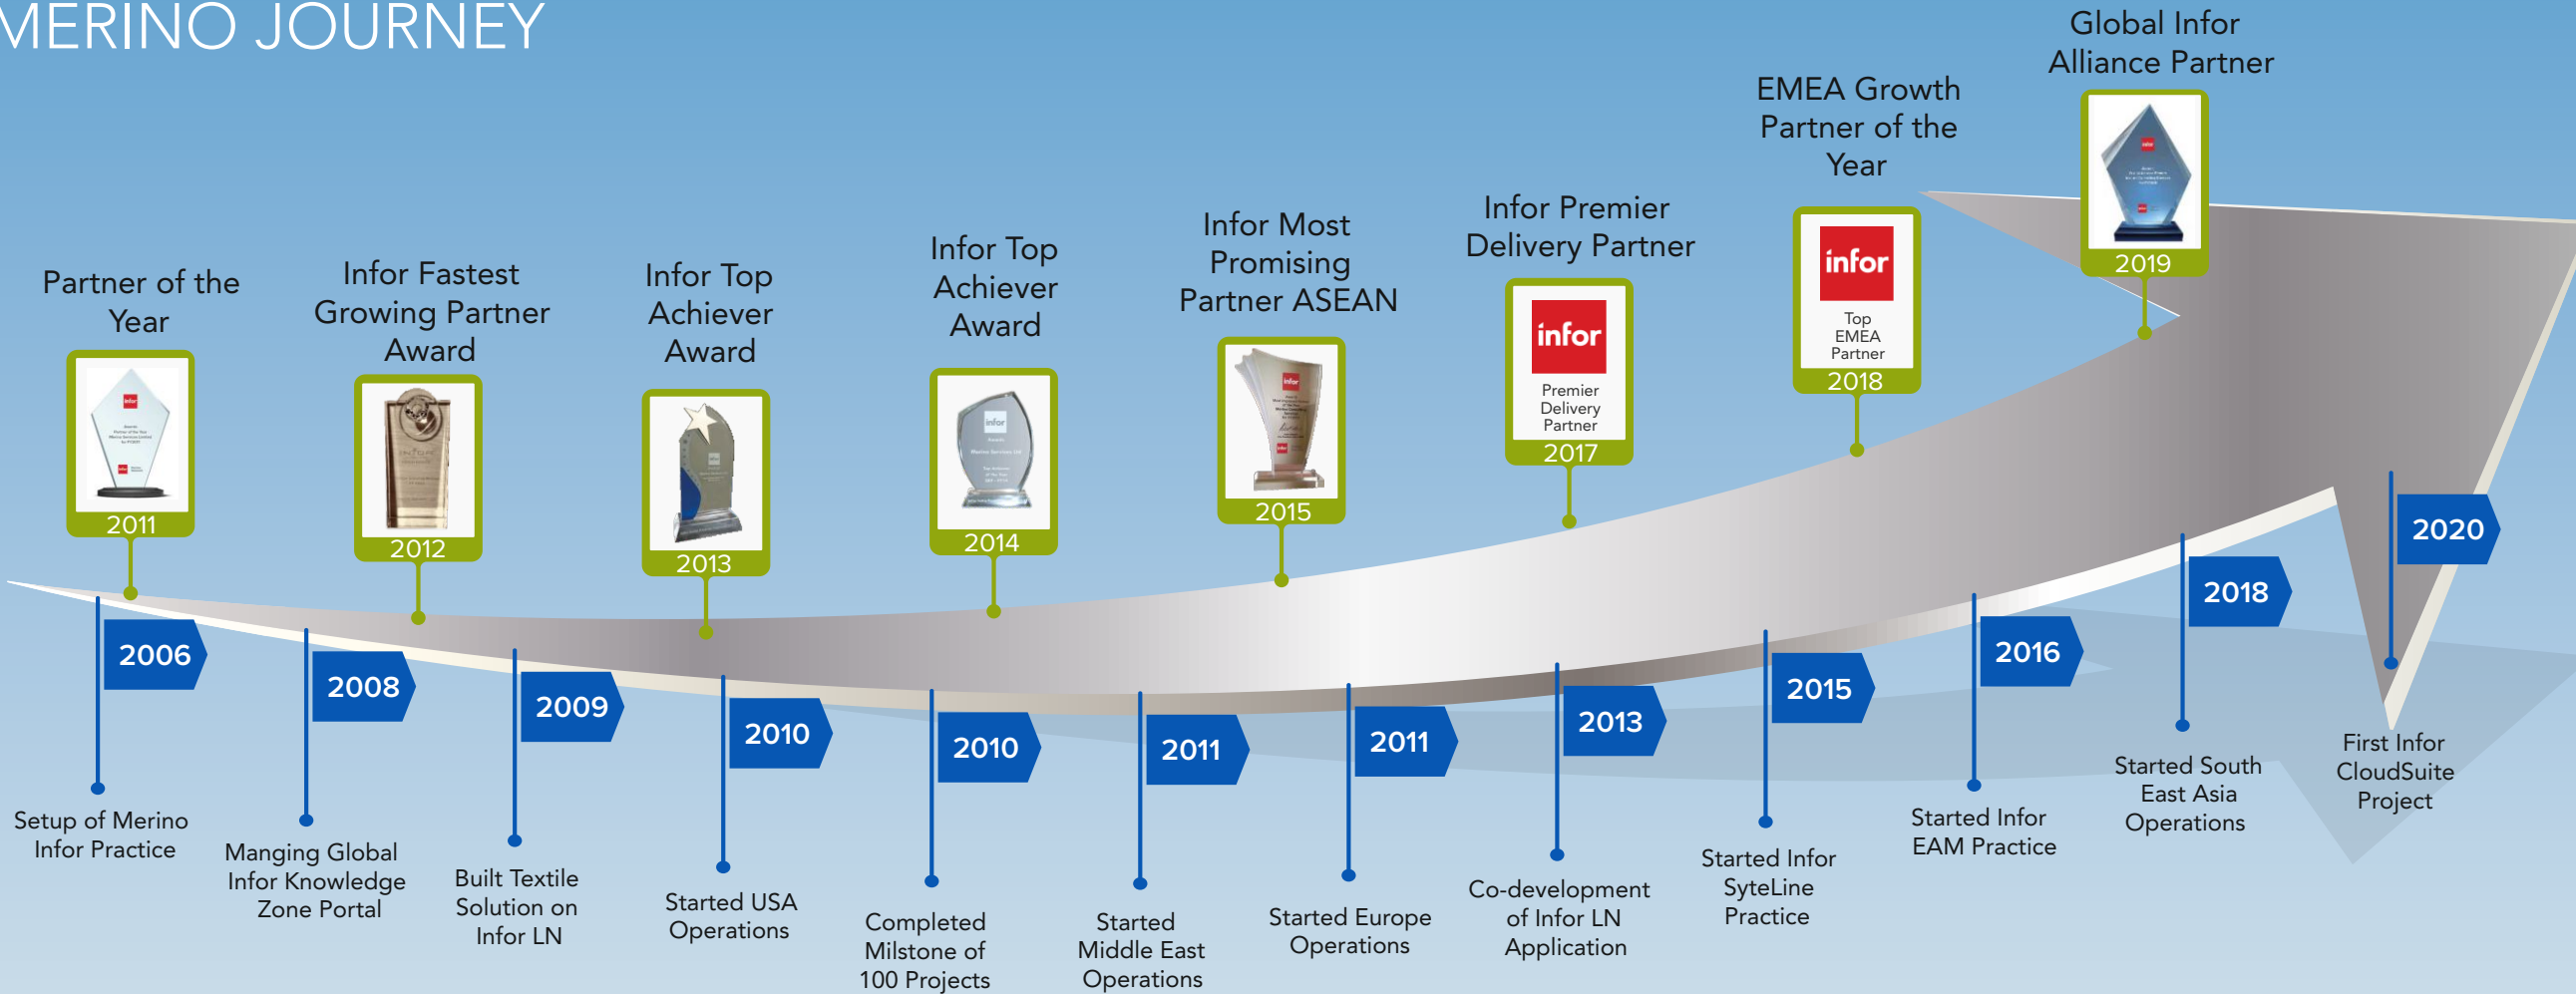 MERINO JOURNEY
Partner of the
Year
2011
Infor Fastest
Growing Partner
Award
2012
Infor Top
Achiever
Award
2013
Infor Top
Achiever
Award
infor
2014
Infor Most
Promising
Partner ASEAN
infor
2015
Infor Premier
Delivery Partner
infor
Premier
Delivery
Partner
2017
EMEA Growth
Partner of the
Year
infor
Top
EMEA
Partner
2018
Global Infor
Alliance Partner
2019
2006
Setup of Merino
Infor Practice
2008
Manging Global
Infor Knowledge
Zone Portal
2009
Built Textile
Solution on
Infor LN
2010
Started USA
Operations
2010
Completed
Milstone of
100 Projects
2011
Started
Middle East
Operations
2011
Started Europe
Operations
2013
Co-development
of Infor LN
Application
2015
Started Infor
SyteLine
Practice
2016
Started Infor
EAM Practice
2018
Started South
East Asia
Operations
2020
First Infor
CloudSuite
Project